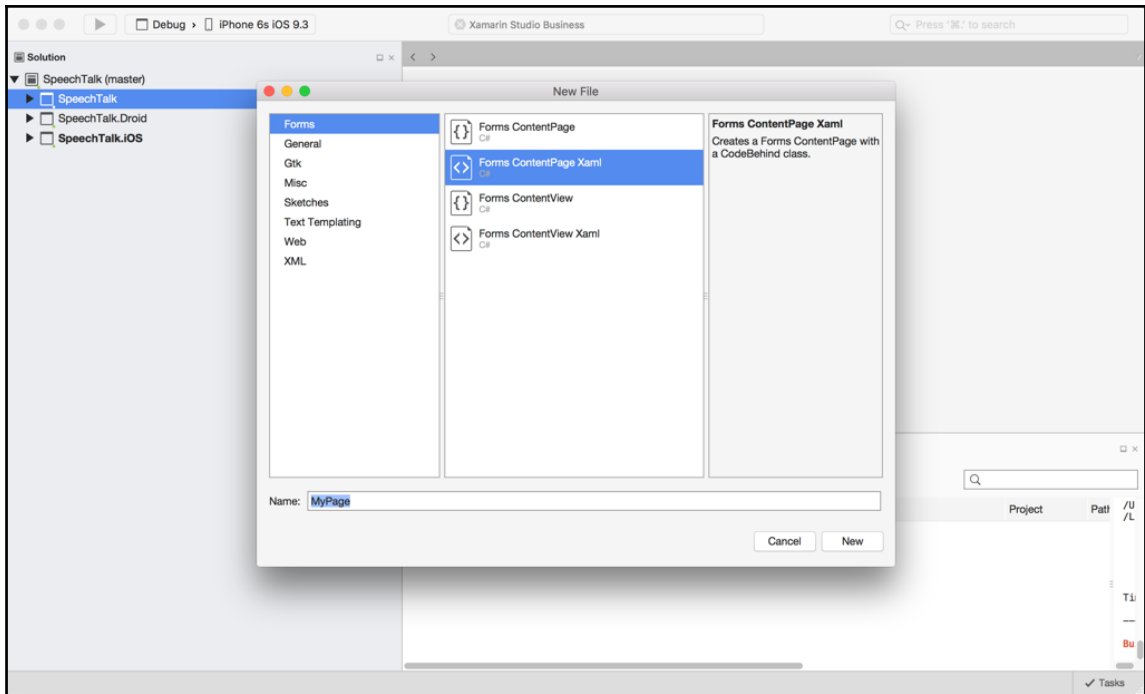 Debug › iPhone 6s iOS 9.3
Xamarin Studio Business
Press '⌘.' to search
Solution
SpeechTalk (master)
SpeechTalk
SpeechTalk.Droid
SpeechTalk.iOS
New File
Forms
General
Gtk
Misc
Sketches
Text Templating
Web
XML
Forms ContentPage
C#
Forms ContentPage Xaml
C#
Forms ContentView
C#
Forms ContentView Xaml
C#
Forms ContentPage Xaml
Creates a Forms ContentPage with
a CodeBehind class.
Name: MyPage
Cancel New
Project Path
/U
/L
Ti
Bu
Tasks